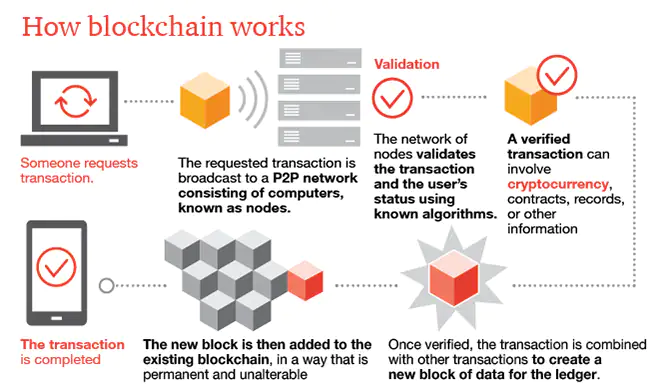 How blockchain works
Someone requests
transaction.
The requested transaction is
broadcast to a P2P network
consisting of computers,
known as nodes.
Validation
The network of
nodes validates
the transaction
and the user's
status using
known algorithms.
A verified
transaction can
involve
cryptocurrency,
contracts, records,
or other
information
The transaction
is completed
The new block is then added to the
existing blockchain, in a way that is
permanent and unalterable
Once verified, the transaction is combined
with other transactions to create a
new block of data for the ledger.